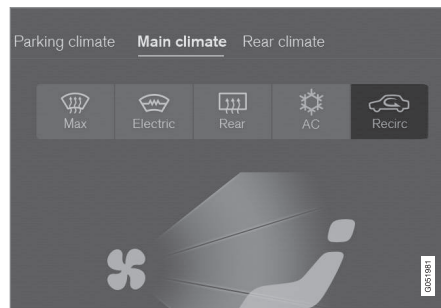 Parking climate Main climate Rear climate
Max Electric Rear AC Recirc
G051981